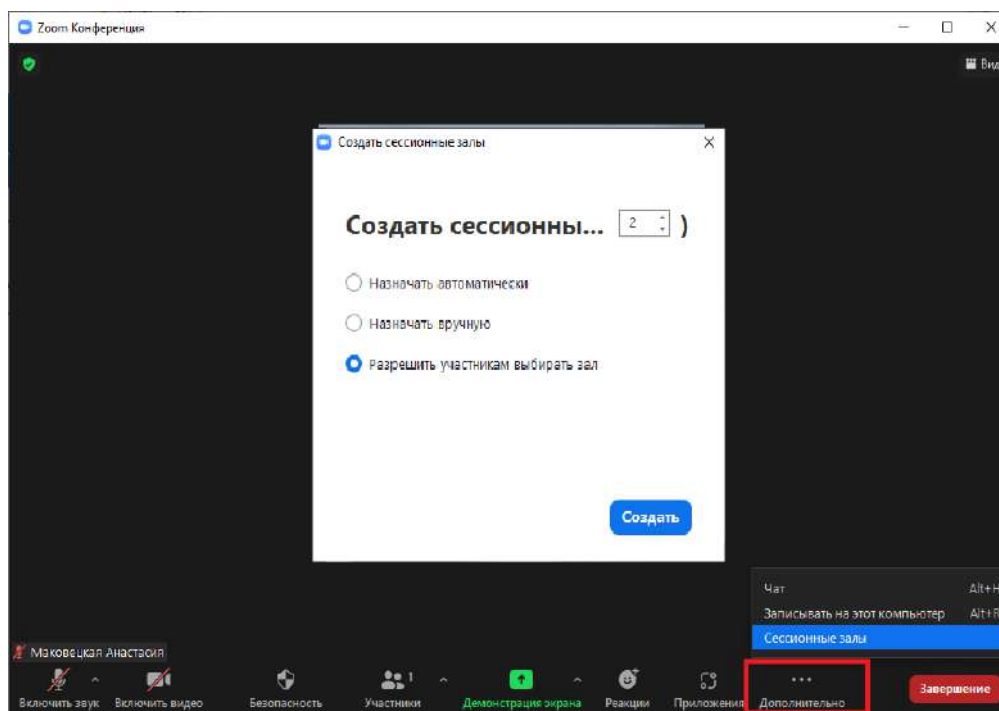 Zoom Конференция
Вид
Создать сессионные залы
Создать сессионны... 2 )
Назначать автоматически
Назначать вручную
Разрешить участникам выбирать зал
Создать
Чат Alt+H
Записывать на этот компьютер Alt+R
Сессионные залы
Маковецкая Анастасия
1
Включить звук Включить видео Безопасность Участники Демонстрация экрана Реакции Приложения Дополнительно Завершение